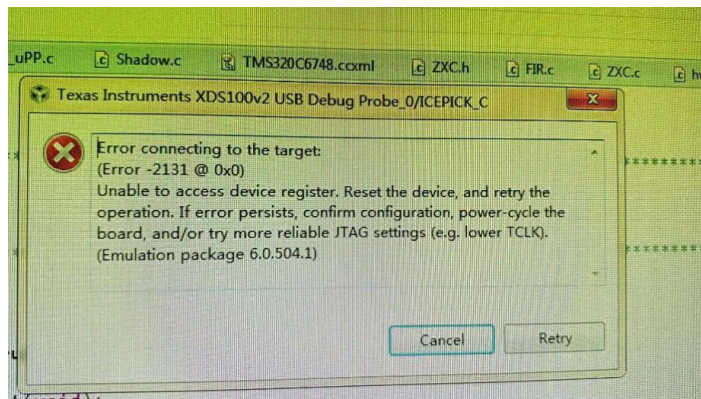 _uPP.c Shadow.c TMS320C6748.ccxml ZXC.h FIR.c ZXC.c
Texas Instruments XDS100v2 USB Debug Probe_0/ICEPICK_C
Error connecting to the target:
(Error -2131 @ 0x0)
Unable to access device register. Reset the device, and retry the
operation. If error persists, confirm configuration, power-cycle the
board, and/or try more reliable JTAG settings (e.g. lower TCLK).
(Emulation package 6.0.504.1)
Cancel Retry